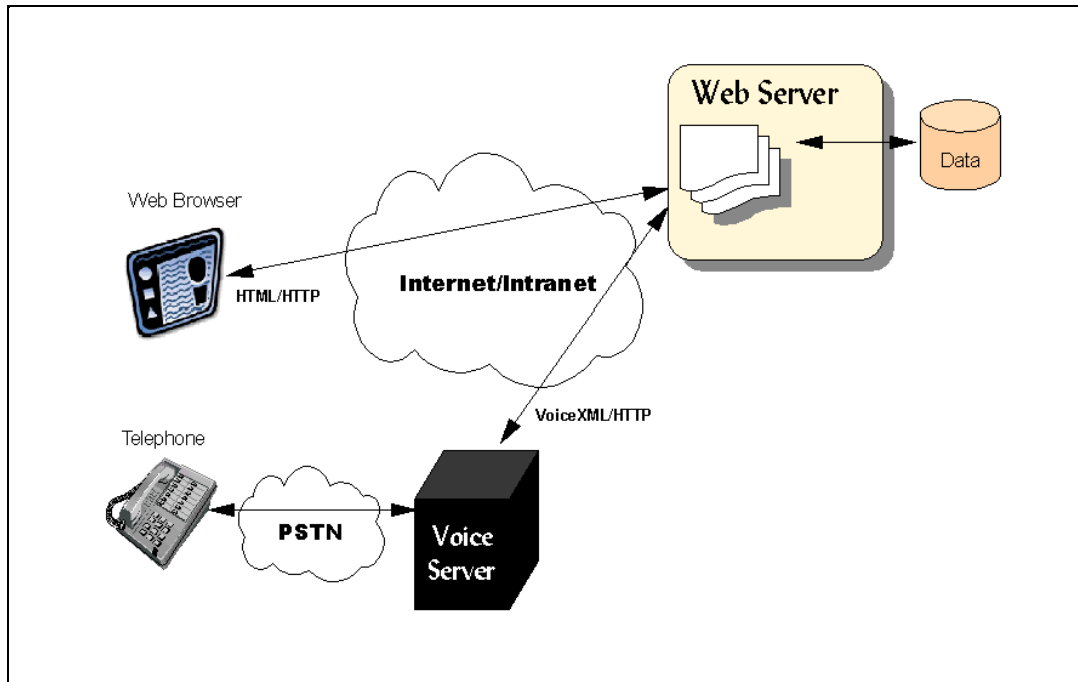 Web Server
Data
Web Browser
Internet/Intranet
HTML/HTTP
VoiceXML/HTTP
Telephone
PSTN
Voice
Server